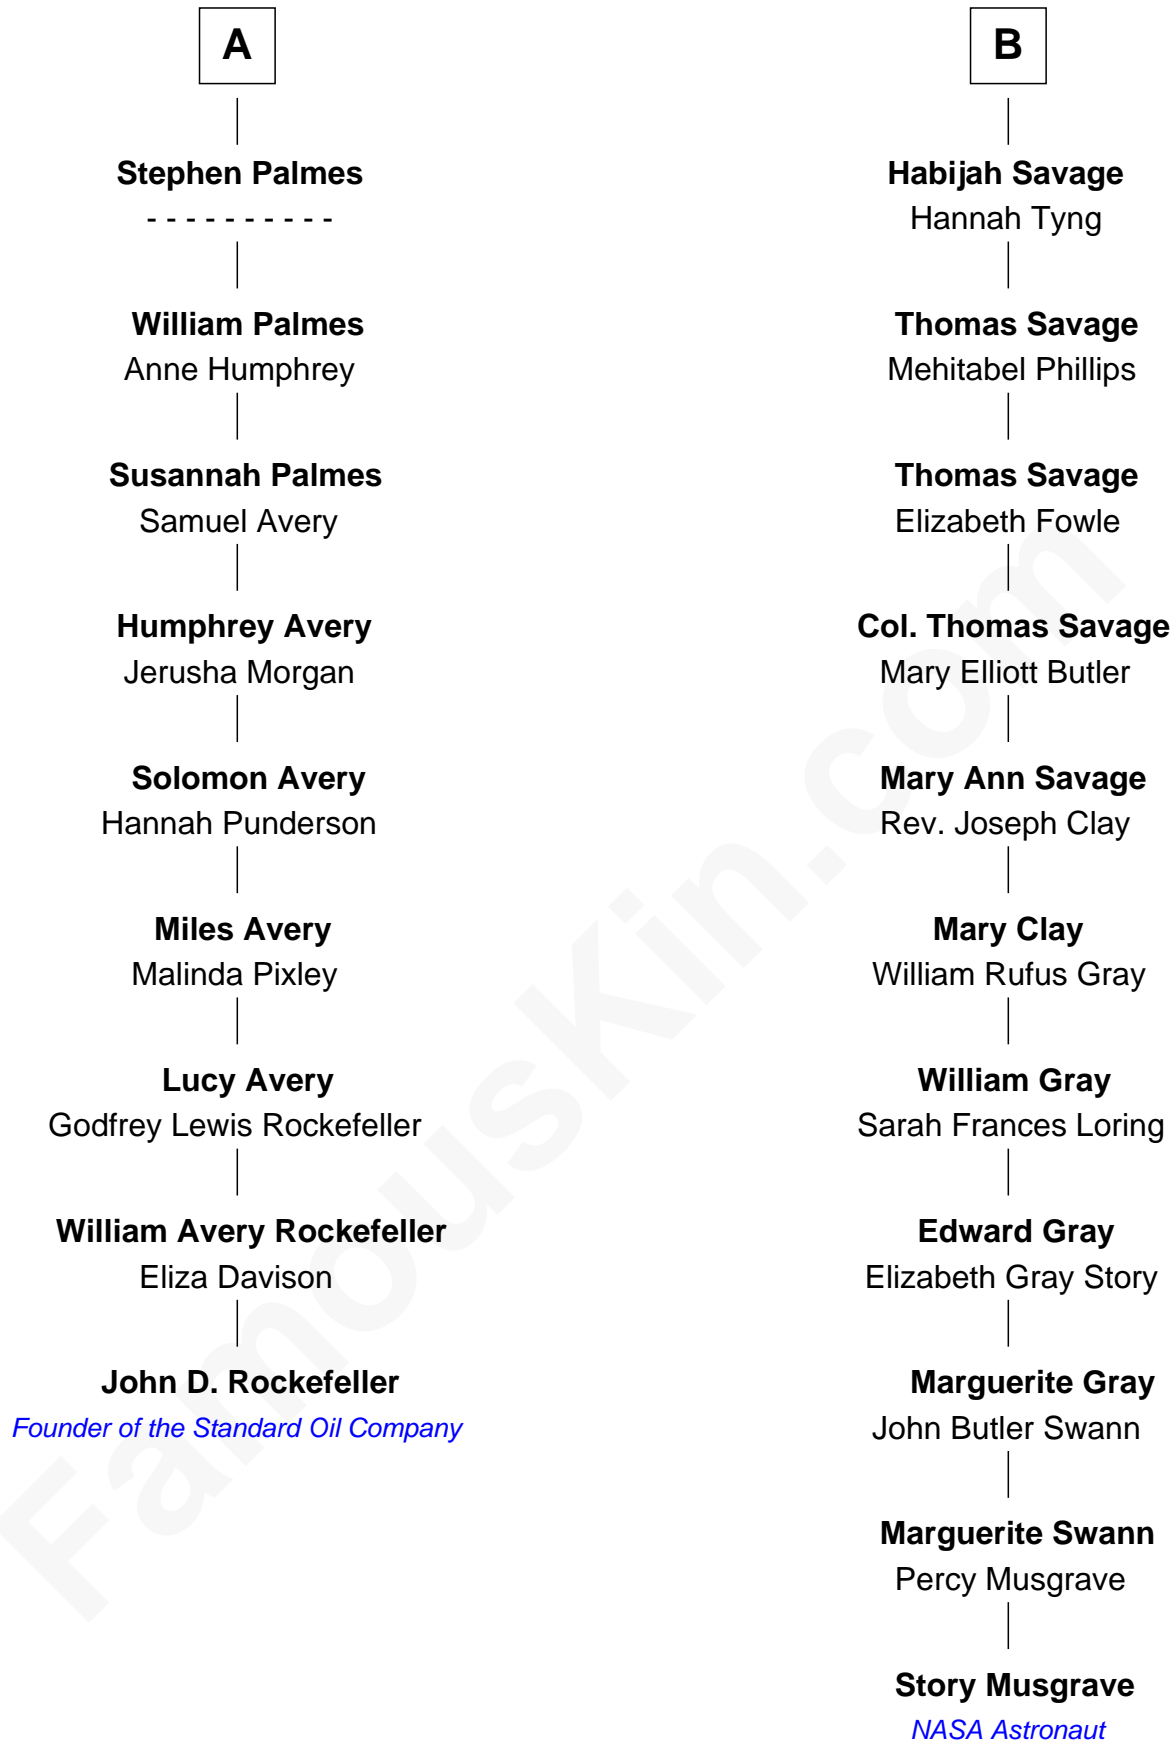 A
Stephen Palmes
- - - - - - - - - -
William Palmes
Anne Humphrey
Susannah Palmes
Samuel Avery
Humphrey Avery
Jerusha Morgan
Solomon Avery
Hannah Punderson
Miles Avery
Malinda Pixley
Lucy Avery
Godfrey Lewis Rockefeller
William Avery Rockefeller
Eliza Davison
John D. Rockefeller
Founder of the Standard Oil Company
B
Habijah Savage
Hannah Tyng
Thomas Savage
Mehitabel Phillips
Thomas Savage
Elizabeth Fowle
Col. Thomas Savage
Mary Elliott Butler
Mary Ann Savage
Rev. Joseph Clay
Mary Clay
William Rufus Gray
William Gray
Sarah Frances Loring
Edward Gray
Elizabeth Gray Story
Marguerite Gray
John Butler Swann
Marguerite Swann
Percy Musgrave
Story Musgrave
NASA Astronaut
FamousKin.com